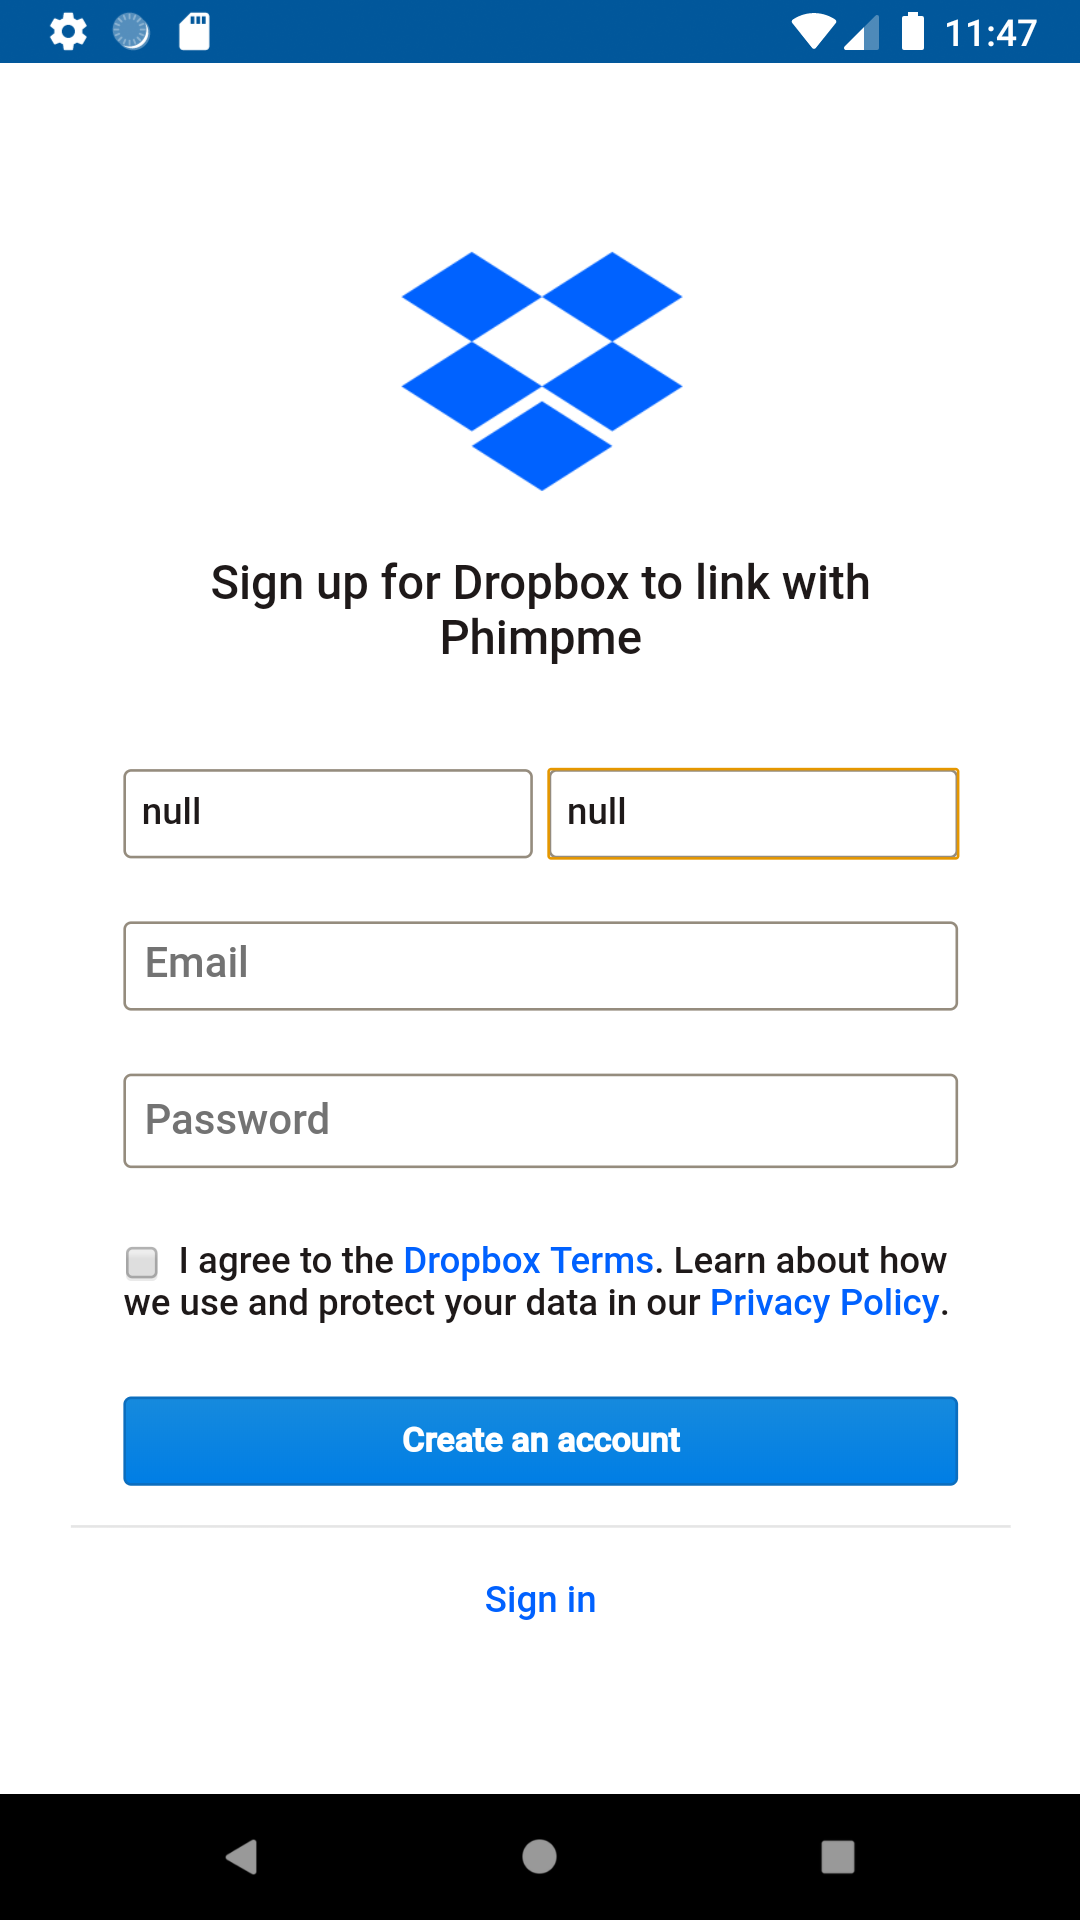 11:47
Sign up for Dropbox to link with
Phimpme
null null
Email
Password
I agree to the Dropbox Terms. Learn about how
we use and protect your data in our Privacy Policy.
Create an account
Sign in